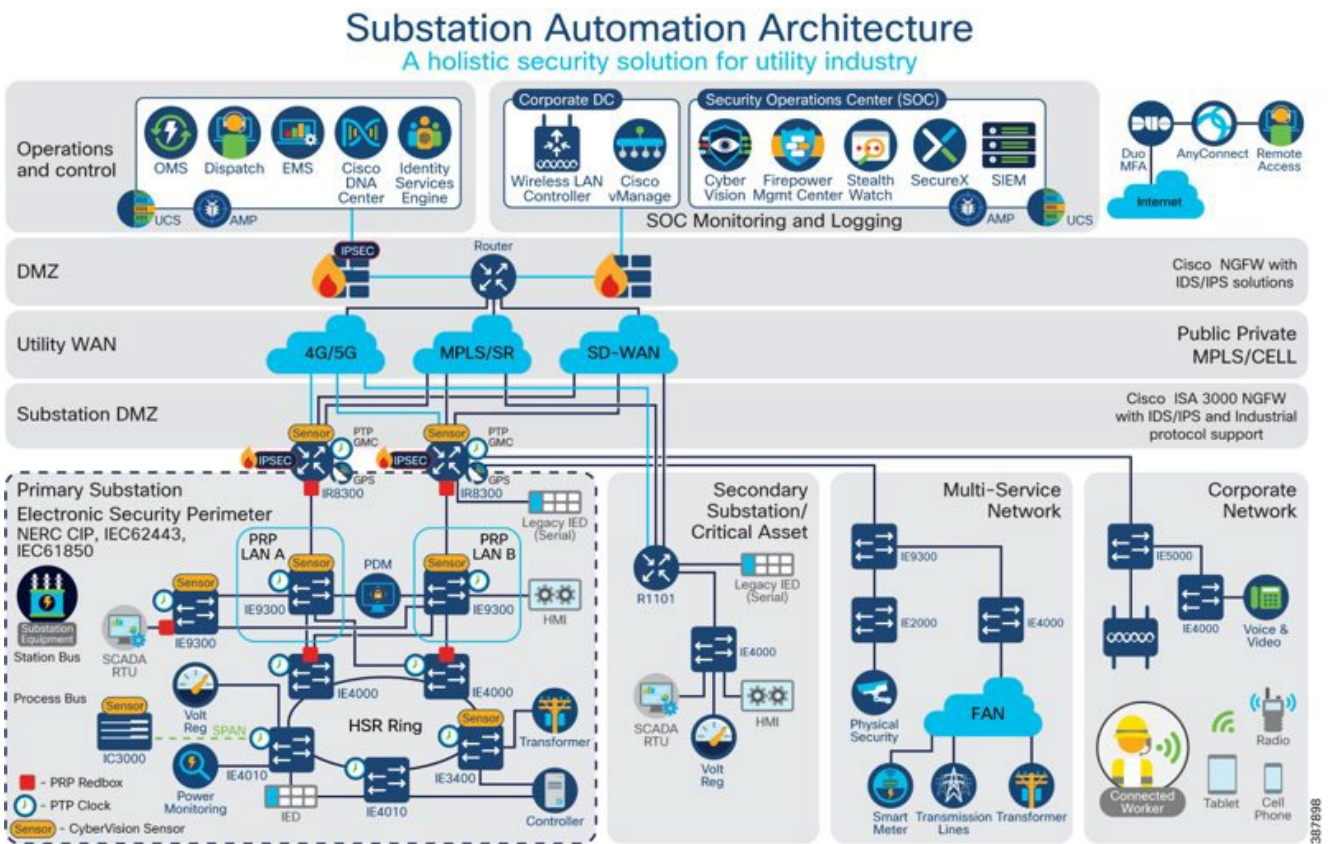 Substation Automation Architecture
A holistic security solution for utility industry
Operations
and control
OMS
Dispatch
EMS
Cisco
DNA
Center
Identity
Services
Engine
UCS
AMP
Corporate DC
Wireless LAN
Controller
Cisco
vManage
Security Operations Center (SOC)
Cyber
Vision
Firepower
Mgmt Center
Stealth
Watch
SecureX
SIEM
SOC Monitoring and Logging
AMP
UCS
DUO
Duo
MFA
AnyConnect
Remote
Access
Internet
DMZ
IPSEC
Router
Cisco NGFW with
IDS/IPS solutions
Utility WAN
4G/5G
MPLS/SR
SD-WAN
Public Private
MPLS/CELL
Substation DMZ
Cisco ISA 3000 NGFW
with IDS/IPS and Industrial
protocol support
Sensor
PTP
GMC
IPSEC
GPS
IR8300
Sensor
PTP
GMC
IPSEC
GPS
IR8300
Primary Substation
Electronic Security Perimeter
NERC CIP, IEC62443,
IEC61850
Legacy IED
(Serial)
PRP
LAN A
PRP
LAN B
Sensor
IE9300
PDM
Sensor
IE9300
HMI
Sensor
IE9300
Substation
Equipment
Station Bus
SCADA
RTU
Process Bus
Volt
Reg
IE4000
IE4000
HSR Ring
Sensor
IC3000
SPAN
IE4010
Sensor
IE3400
Transformer
Power
Monitoring
IED
IE4010
Controller
- PRP Redbox
- PTP Clock
Sensor - CyberVision Sensor
Secondary
Substation/
Critical Asset
R1101
Legacy IED
(Serial)
IE4000
SCADA
RTU
Volt
Reg
HMI
Multi-Service
Network
IE9300
IE2000
IE4000
Physical
Security
FAN
Smart
Meter
Transmission
Lines
Transformer
Corporate
Network
IE5000
IE4000
Voice &
Video
Connected
Worker
Radio
Tablet
Cell
Phone
387898